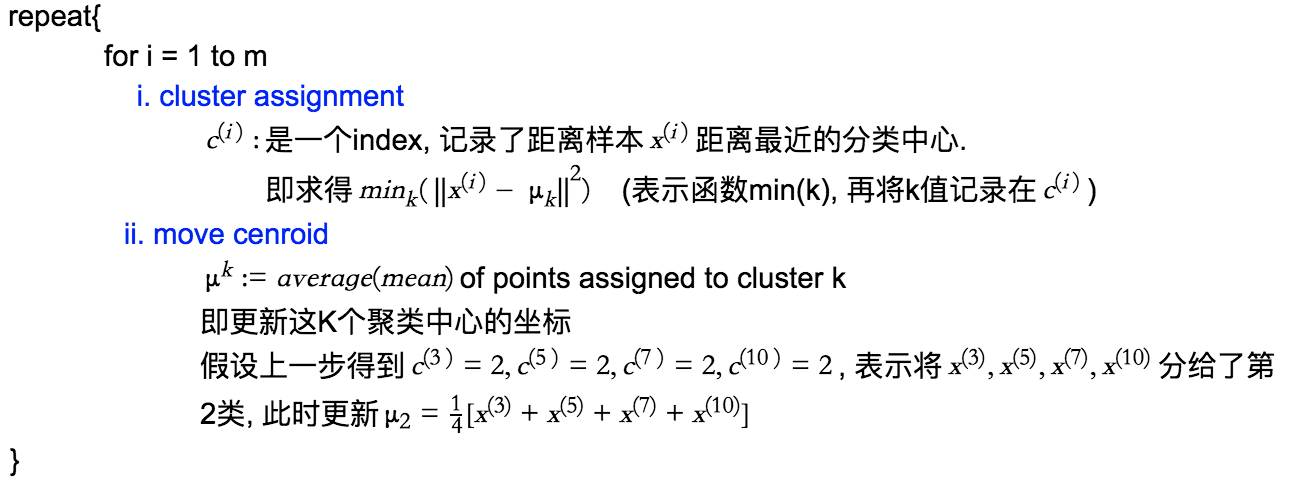 repeat{
for i = 1 to m
i. cluster assignment
c⁽ⁱ⁾ : 是一个index, 记录了距离样本 x⁽ⁱ⁾ 距离最近的分类中心.
即求得 minₖ( ‖x⁽ⁱ⁾ − μₖ‖² ) (表示函数min(k), 再将k值记录在 c⁽ⁱ⁾ )
ii. move cenroid
μᵏ := average(mean) of points assigned to cluster k
即更新这K个聚类中心的坐标
假设上一步得到 c⁽³⁾ = 2, c⁽⁵⁾ = 2, c⁽⁷⁾ = 2, c⁽¹⁰⁾ = 2 , 表示将 x⁽³⁾, x⁽⁵⁾, x⁽⁷⁾, x⁽¹⁰⁾ 分给了第
2类, 此时更新 μ₂ = ¼[x⁽³⁾ + x⁽⁵⁾ + x⁽⁷⁾ + x⁽¹⁰⁾]
}